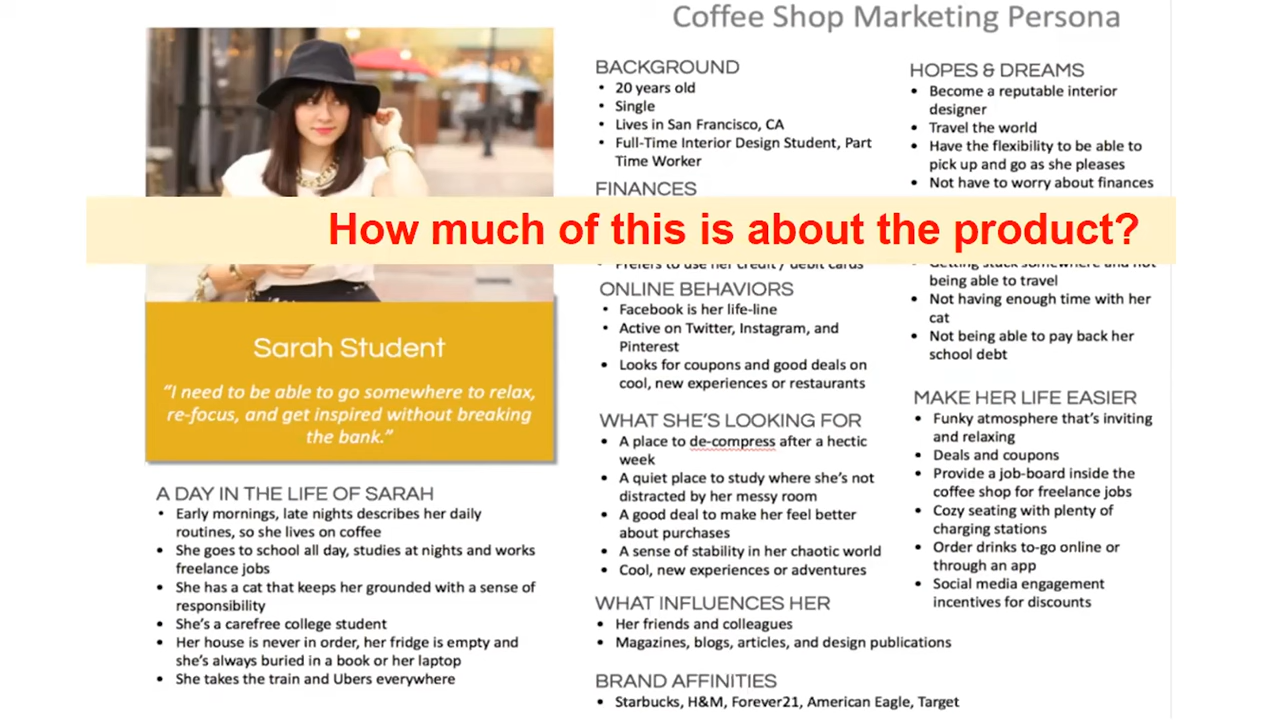 Coffee Shop Marketing Persona
BACKGROUND
• 20 years old
• Single
• Lives in San Francisco, CA
• Full-Time Interior Design Student, Part
Time Worker
FINANCES
HOPES & DREAMS
• Become a reputable interior
designer
• Travel the world
• Have the flexibility to be able to
pick up and go as she pleases
• Not have to worry about finances
How much of this is about the product?
Prefers to use her credit / debit cards
ONLINE BEHAVIORS
• Facebook is her life-line
• Active on Twitter, Instagram, and
Pinterest
• Looks for coupons and good deals on
cool, new experiences or restaurants
Getting stuck somewhere and not
being able to travel
• Not having enough time with her
cat
• Not being able to pay back her
school debt
Sarah Student
“I need to be able to go somewhere to relax,
re-focus, and get inspired without breaking
the bank.”
WHAT SHE'S LOOKING FOR
• A place to de-compress after a hectic
week
• A quiet place to study where she's not
distracted by her messy room
• A good deal to make her feel better
about purchases
• A sense of stability in her chaotic world
• Cool, new experiences or adventures
MAKE HER LIFE EASIER
• Funky atmosphere that's inviting
and relaxing
• Deals and coupons
• Provide a job-board inside the
coffee shop for freelance jobs
• Cozy seating with plenty of
charging stations
• Order drinks to-go online or
through an app
• Social media engagement
incentives for discounts
A DAY IN THE LIFE OF SARAH
• Early mornings, late nights describes her daily
routines, so she lives on coffee
• She goes to school all day, studies at nights and works
freelance jobs
• She has a cat that keeps her grounded with a sense of
responsibility
• She's a carefree college student
• Her house is never in order, her fridge is empty and
she's always buried in a book or her laptop
• She takes the train and Ubers everywhere
WHAT INFLUENCES HER
• Her friends and colleagues
• Magazines, blogs, articles, and design publications
BRAND AFFINITIES
• Starbucks, H&M, Forever21, American Eagle, Target